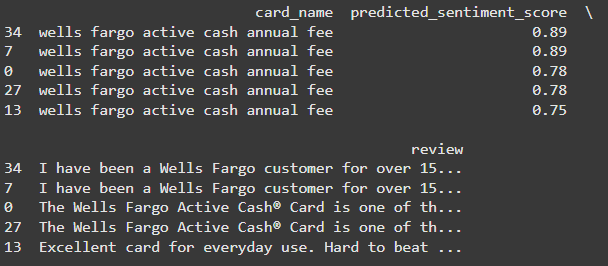 card_name predicted_sentiment_score \
34 wells fargo active cash annual fee 0.89
7 wells fargo active cash annual fee 0.89
0 wells fargo active cash annual fee 0.78
27 wells fargo active cash annual fee 0.78
13 wells fargo active cash annual fee 0.75
review
34 I have been a Wells Fargo customer for over 15...
7 I have been a Wells Fargo customer for over 15...
0 The Wells Fargo Active Cash® Card is one of th...
27 The Wells Fargo Active Cash® Card is one of th...
13 Excellent card for everyday use. Hard to beat ...